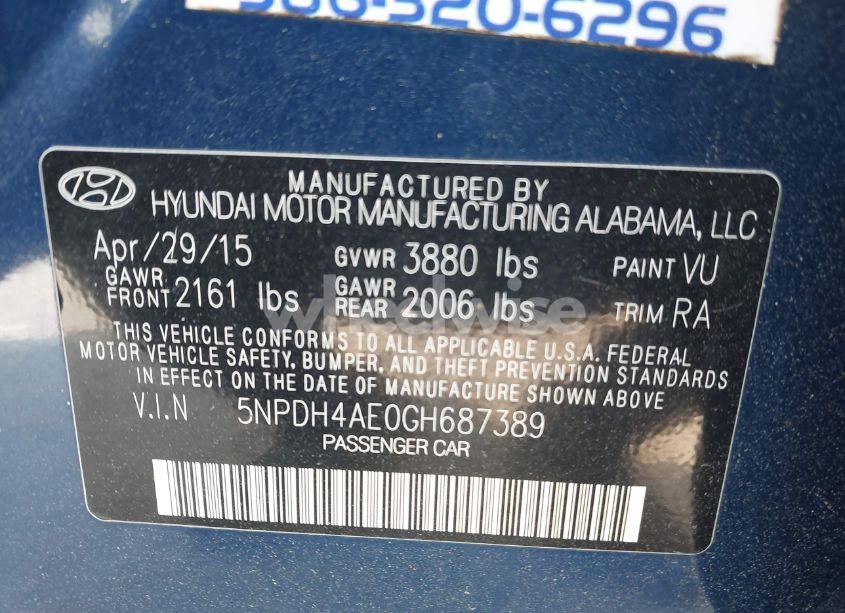 386-320-6296
MANUFACTURED BY
HYUNDAI MOTOR MANUFACTURING ALABAMA, LLC
Apr/29/15 GVWR 3880 lbs PAINT VU
GAWR FRONT 2161 lbs GAWR REAR 2006 lbs TRIM RA
THIS VEHICLE CONFORMS TO ALL APPLICABLE U.S.A. FEDERAL
MOTOR VEHICLE SAFETY, BUMPER, AND THEFT PREVENTION STANDARDS
IN EFFECT ON THE DATE OF MANUFACTURE SHOWN ABOVE
V.I.N 5NPDH4AE0GH687389
PASSENGER CAR
wheelwise